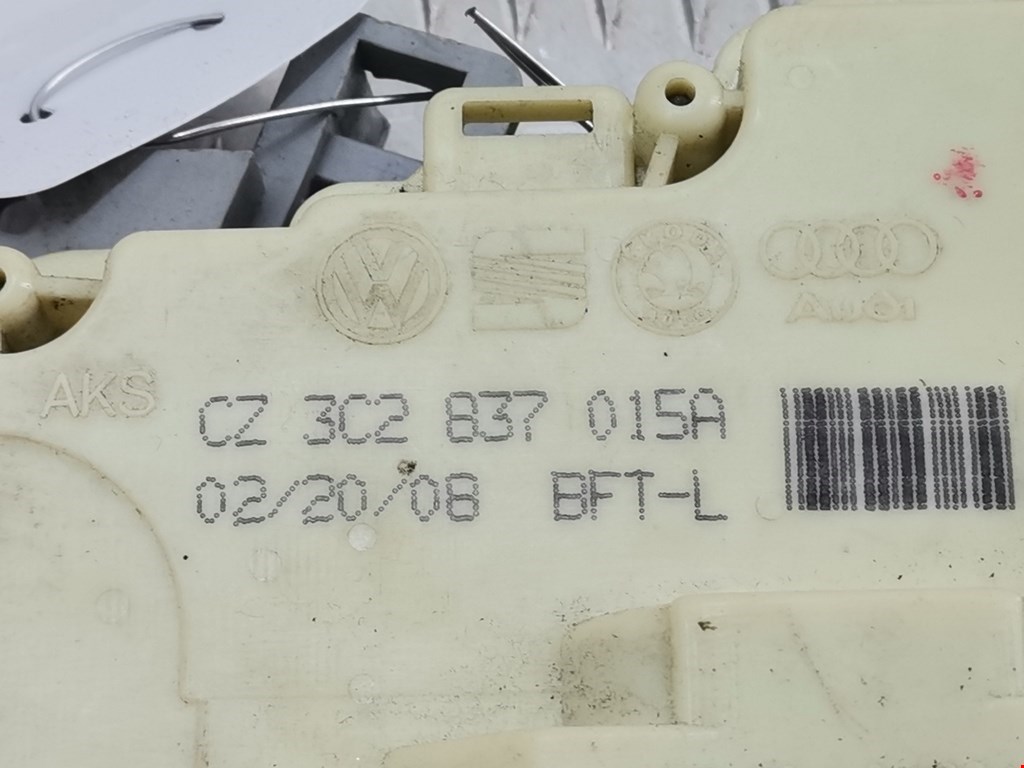 AUDI
AKS
CZ 3C2 837 015A
02/20/08 BFT-L